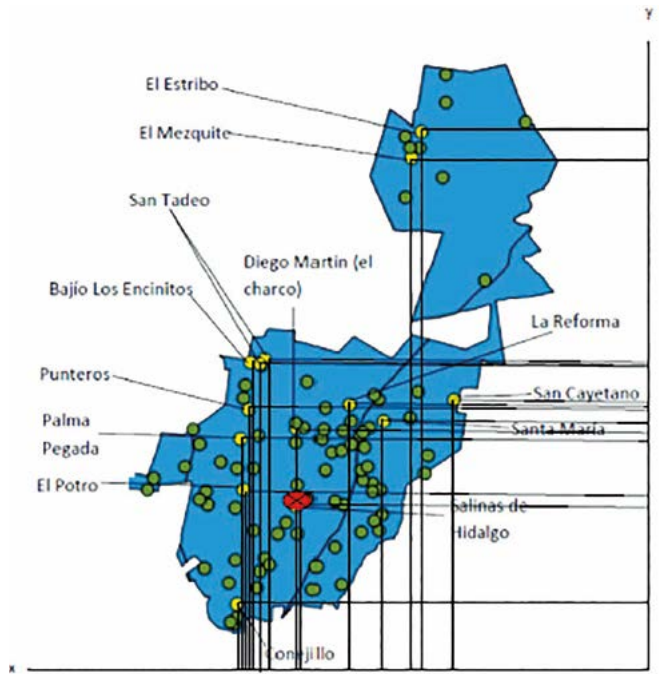 y
El Estribo
El Mezquite
San Tadeo
Diego Martin (el
charco)
Bajío Los Encinitos
La Reforma
Punteros
San Cayetano
Palma
Pegada
Santa María
El Potro
Salinas de
Hidalgo
Conejillo
x